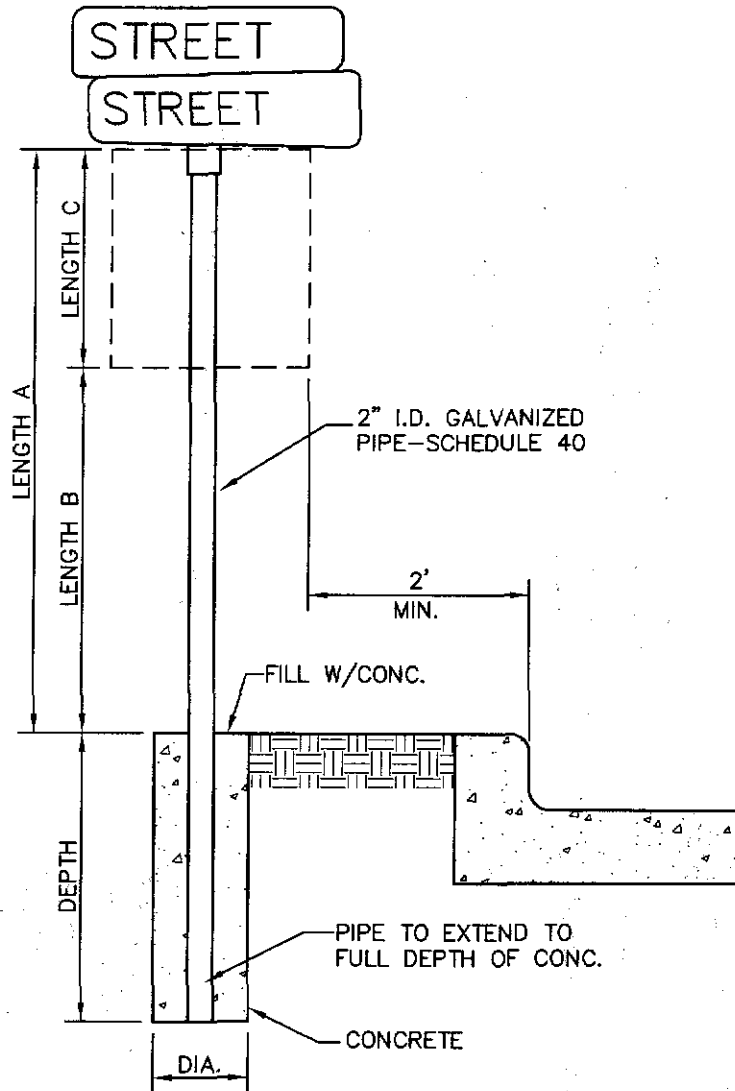 STREET
STREET
LENGTH C
LENGTH A
LENGTH B
2" I.D. GALVANIZED
PIPE-SCHEDULE 40
2'
MIN.
FILL W/CONC.
DEPTH
PIPE TO EXTEND TO
FULL DEPTH OF CONC.
CONCRETE
DIA.